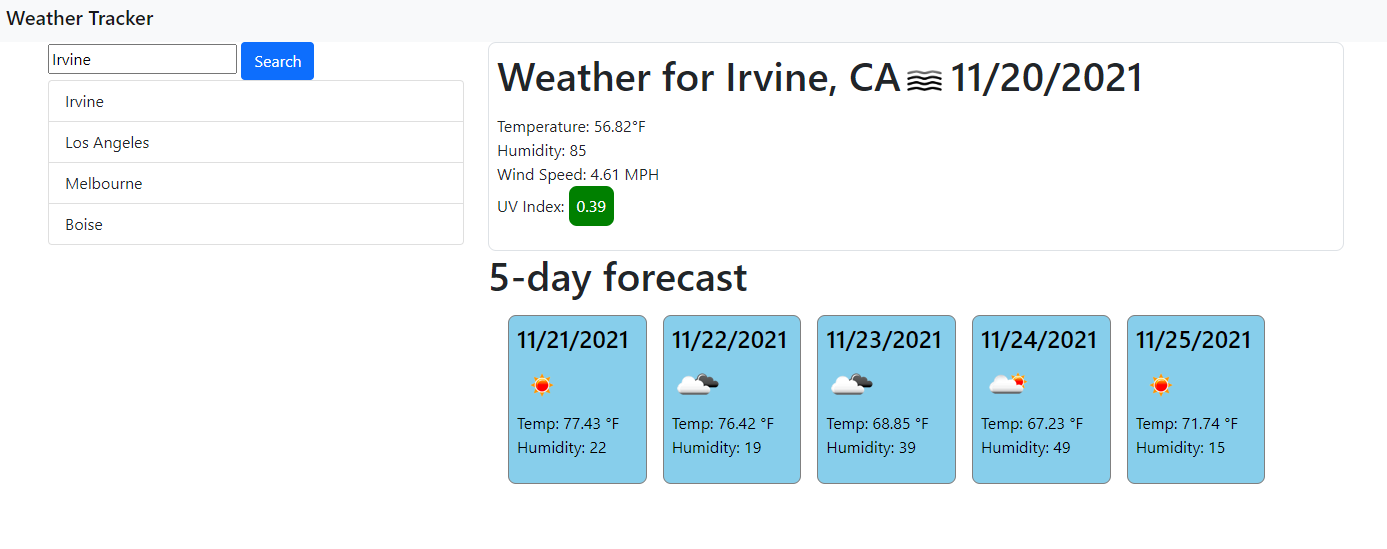 Weather Tracker
Irvine
Search
Irvine
Los Angeles
Melbourne
Boise
Weather for Irvine, CA 11/20/2021
Temperature: 56.82°F
Humidity: 85
Wind Speed: 4.61 MPH
UV Index: 0.39
5-day forecast
11/21/2021
Temp: 77.43 °F
Humidity: 22
11/22/2021
Temp: 76.42 °F
Humidity: 19
11/23/2021
Temp: 68.85 °F
Humidity: 39
11/24/2021
Temp: 67.23 °F
Humidity: 49
11/25/2021
Temp: 71.74 °F
Humidity: 15